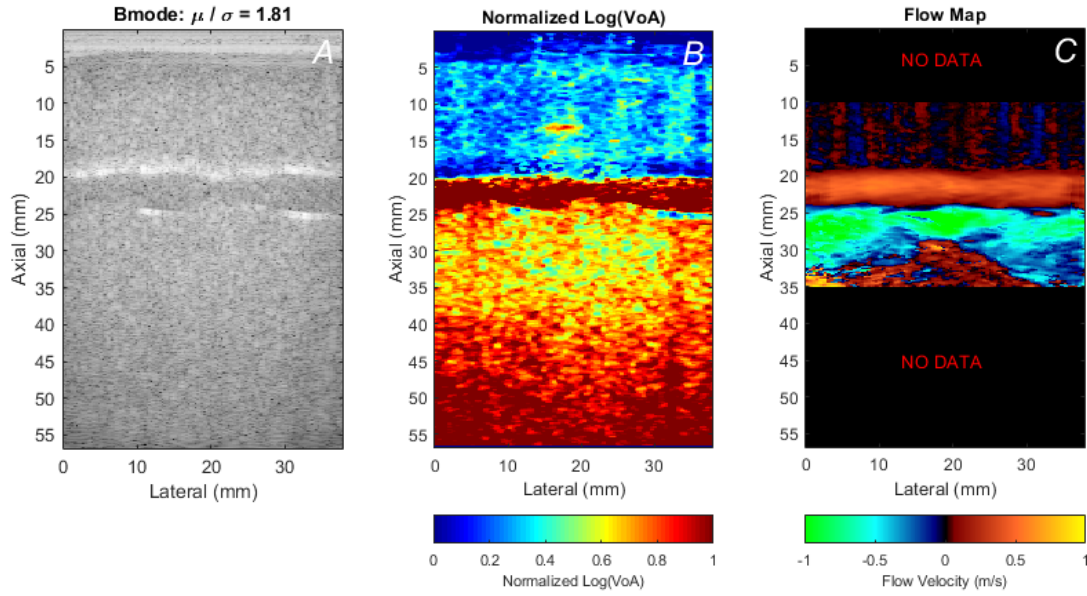 Bmode: μ / σ = 1.81
A
5
10
15
20
25
30
35
40
45
50
55
Axial (mm)
0 10 20 30
Lateral (mm)
Normalized Log(VoA)
B
5
10
15
20
25
30
35
40
45
50
55
Axial (mm)
0 10 20 30
Lateral (mm)
0 0.2 0.4 0.6 0.8 1
Normalized Log(VoA)
Flow Map
C
NO DATA
NO DATA
5
10
15
20
25
30
35
40
45
50
55
Axial (mm)
0 10 20 30
Lateral (mm)
-1 -0.5 0 0.5 1
Flow Velocity (m/s)